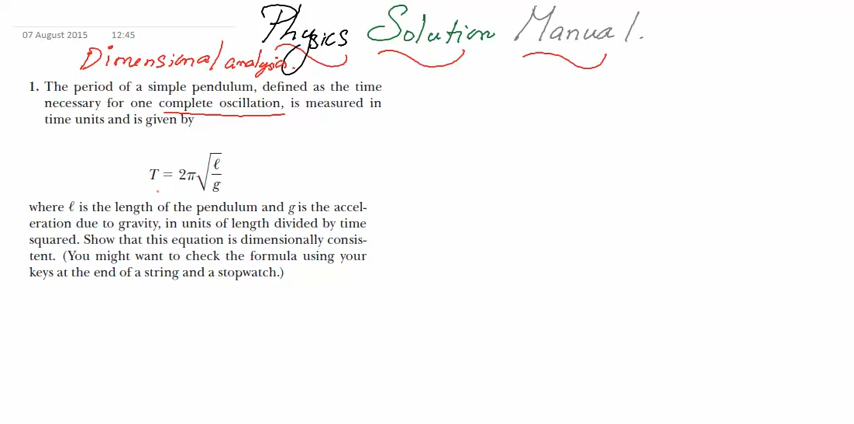 Physics Solution Manual.
07 August 2015 12:45
Dimensional analysis.
1. The period of a simple pendulum, defined as the time
necessary for one complete oscillation, is measured in
time units and is given by
T = 2π√(ℓ/g)
where ℓ is the length of the pendulum and g is the accel-
eration due to gravity, in units of length divided by time
squared. Show that this equation is dimensionally consis-
tent. (You might want to check the formula using your
keys at the end of a string and a stopwatch.)